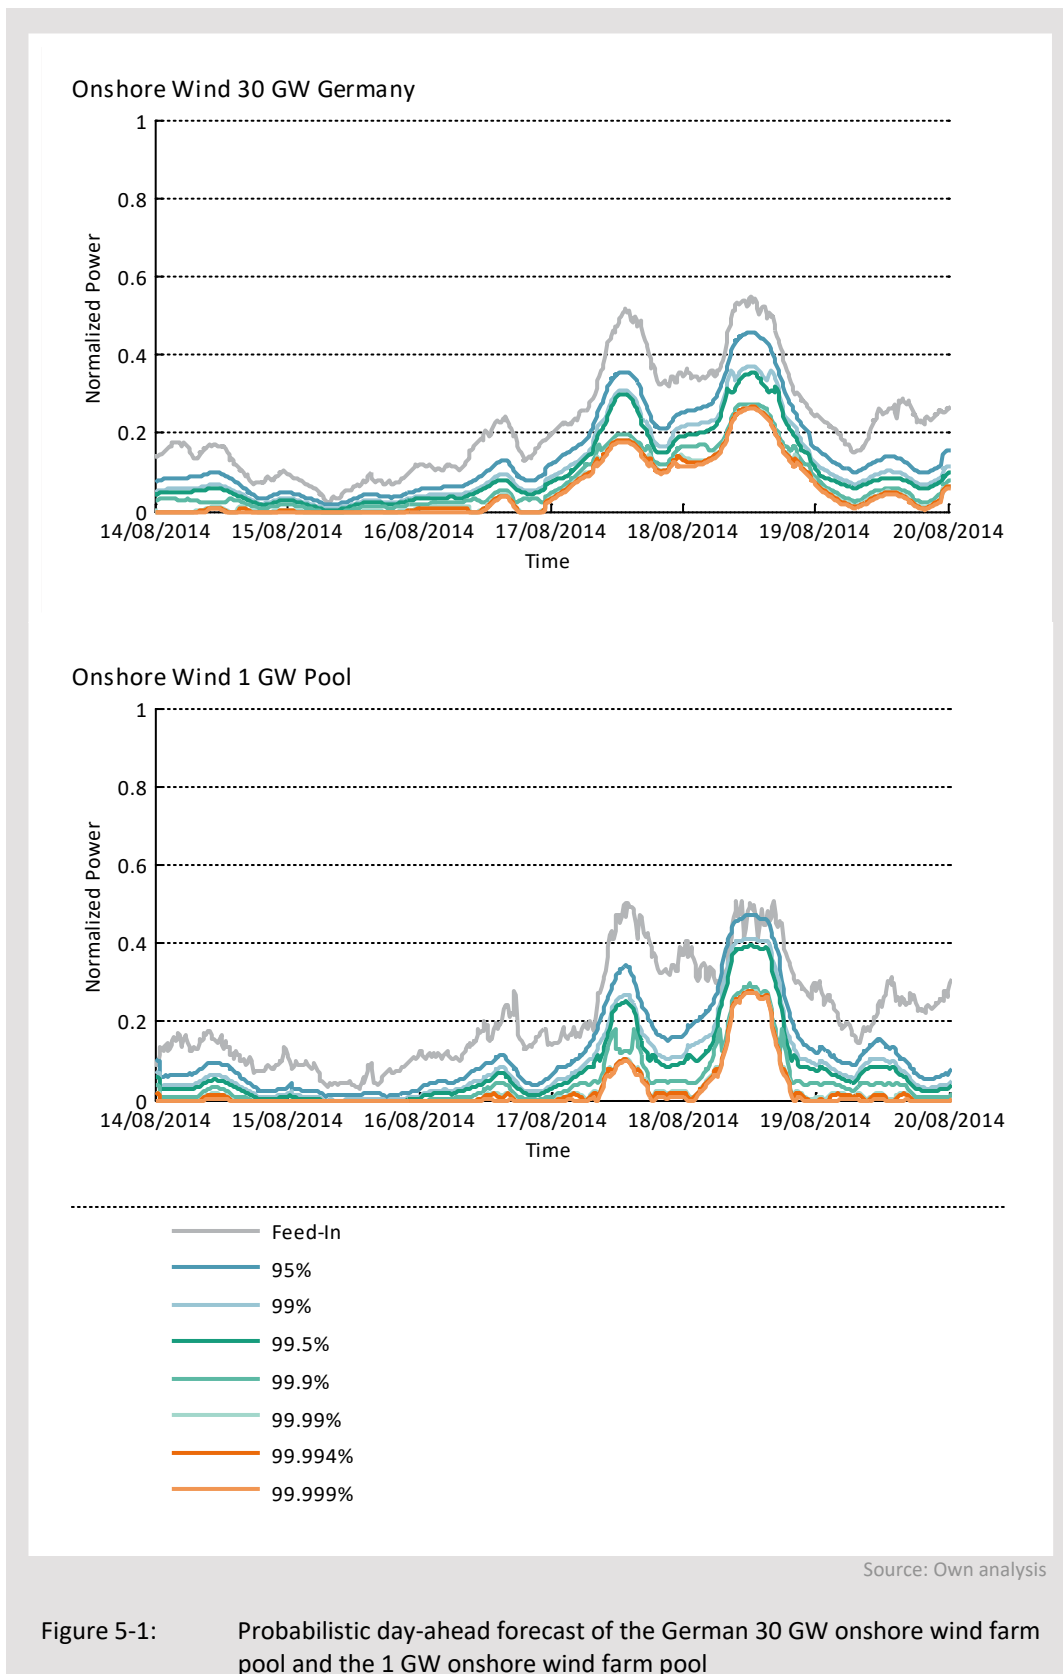 Onshore Wind 30 GW Germany
1
0.8
0.6
0.4
0.2
0
Normalized Power
14/08/2014 15/08/2014 16/08/2014 17/08/2014 18/08/2014 19/08/2014 20/08/2014
Time
Onshore Wind 1 GW Pool
1
0.8
0.6
0.4
0.2
0
Normalized Power
14/08/2014 15/08/2014 16/08/2014 17/08/2014 18/08/2014 19/08/2014 20/08/2014
Time
Feed-In
95%
99%
99.5%
99.9%
99.99%
99.994%
99.999%
Source: Own analysis
Figure 5-1: Probabilistic day-ahead forecast of the German 30 GW onshore wind farm
pool and the 1 GW onshore wind farm pool